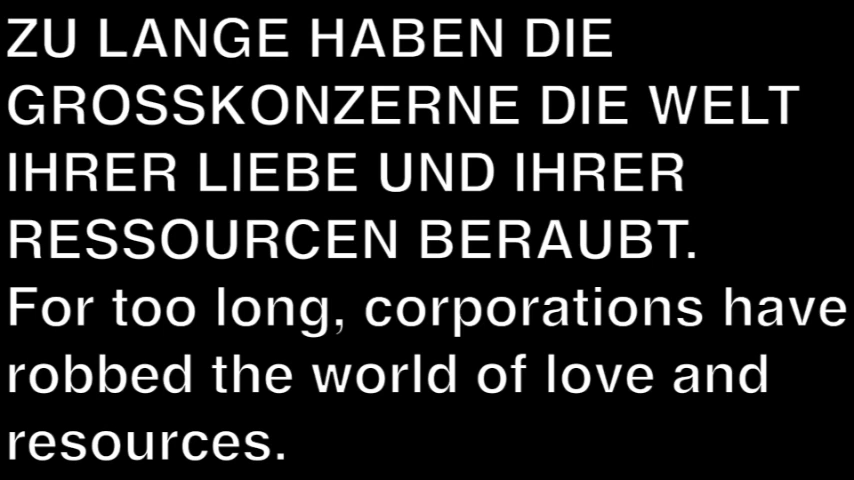 ZU LANGE HABEN DIE
GROSSKONZERNE DIE WELT
IHRER LIEBE UND IHRER
RESSOURCEN BERAUBT.
For too long, corporations have
robbed the world of love and
resources.